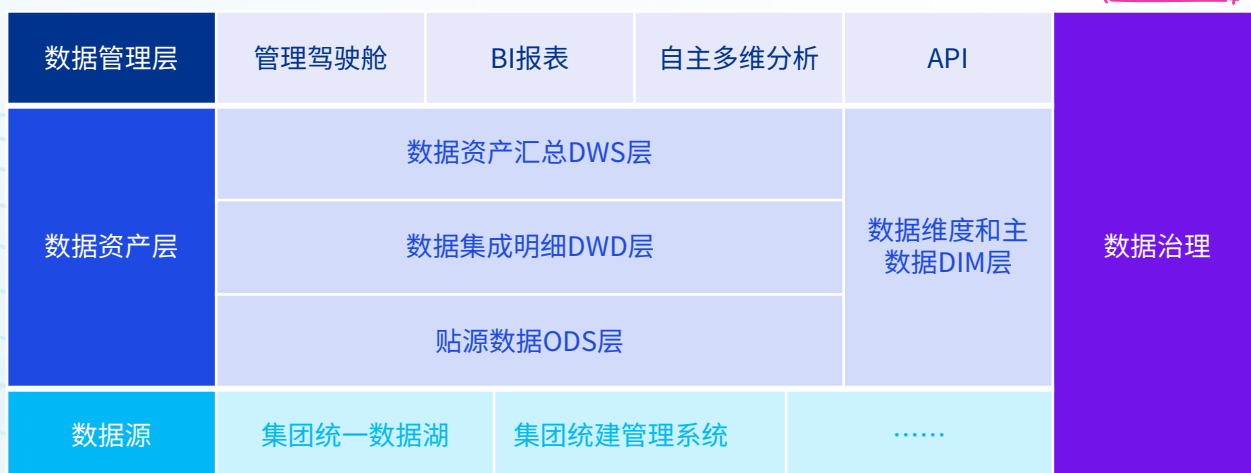 数据管理层
管理驾驶舱
BI报表
自主多维分析
API
数据资产层
数据资产汇总DWS层
数据集成明细DWD层
贴源数据ODS层
数据维度和主
数据DIM层
数据治理
数据源
集团统一数据湖
集团统建管理系统
……